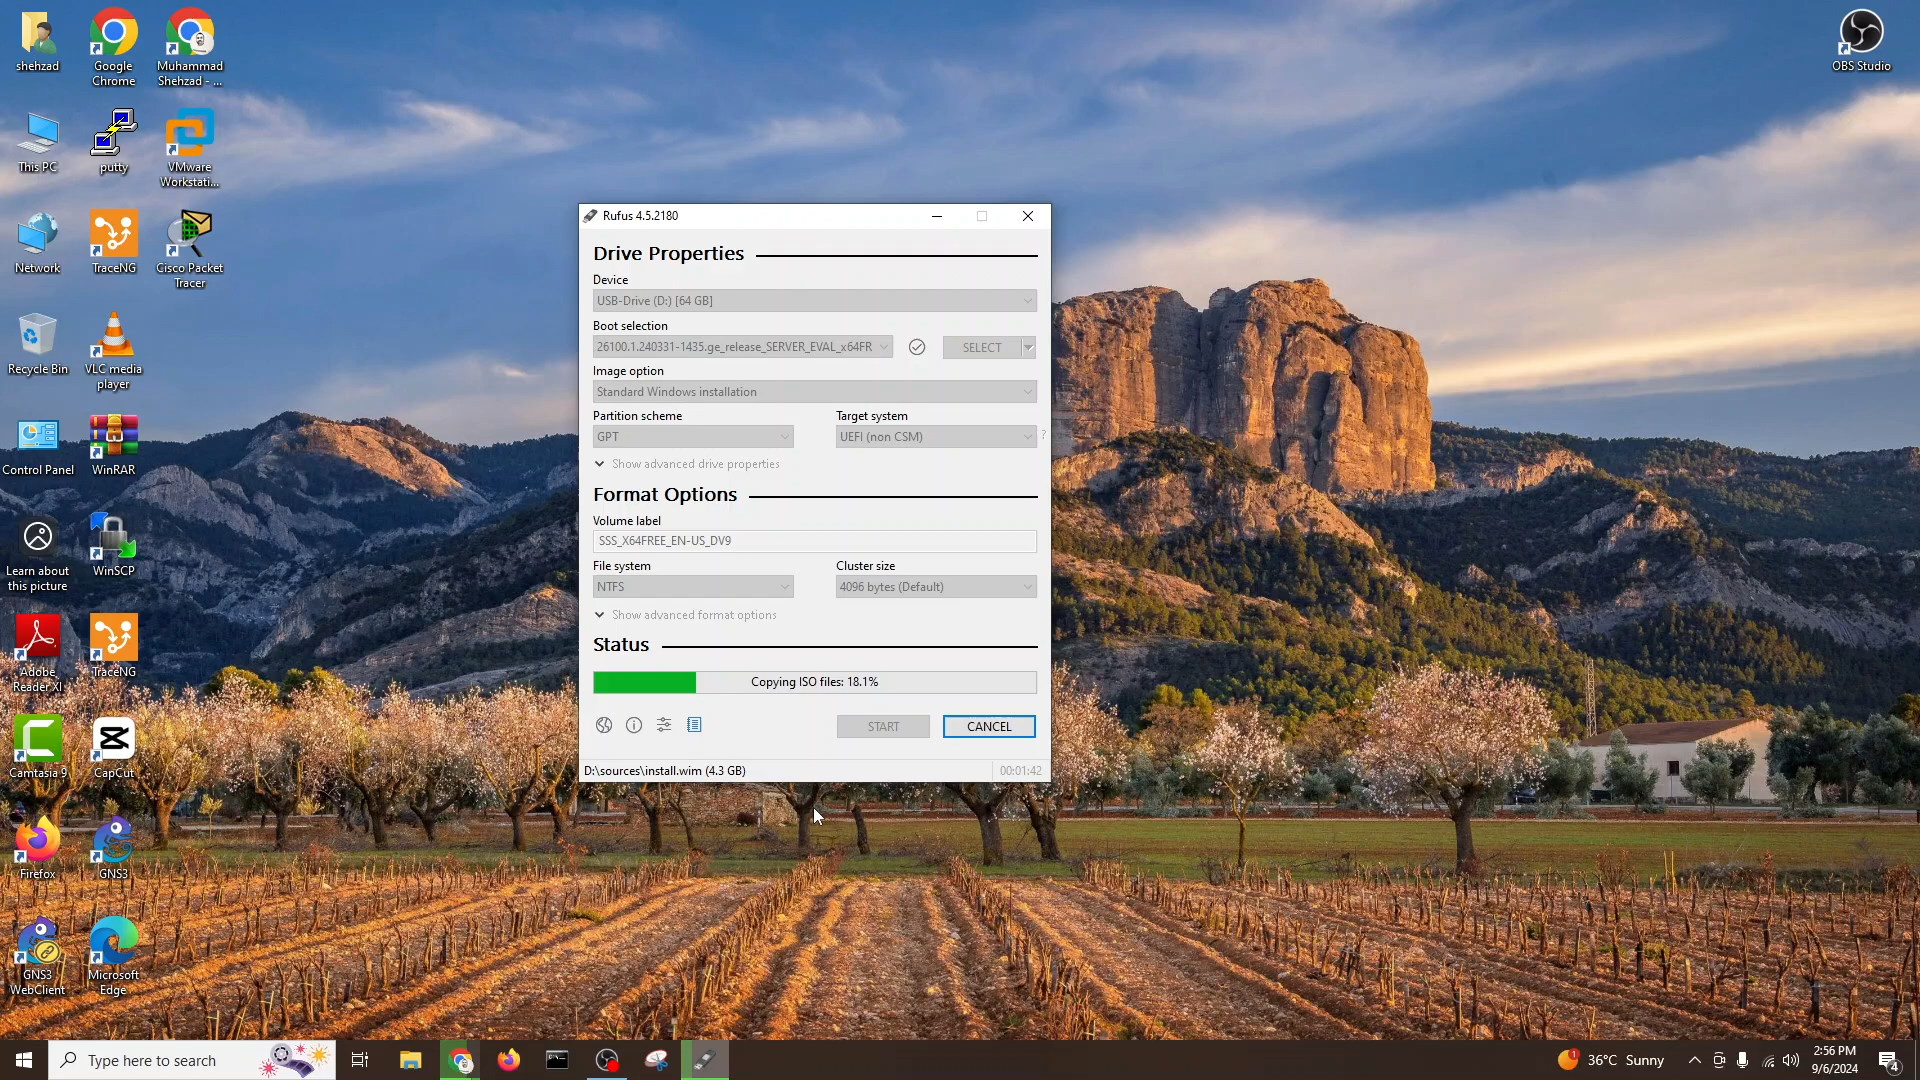 shehzad
Google
Chrome
Muhammad
Shehzad - ...
OBS Studio
This PC
putty
VMware
Workstati...
Network
TraceNG
Cisco Packet
Tracer
Recycle Bin
VLC media
player
Control Panel
WinRAR
Learn about
this picture
WinSCP
Adobe
Reader XI
TraceNG
Camtasia 9
CapCut
Firefox
GNS3
GNS3
WebClient
Microsoft
Edge
Rufus 4.5.2180
Drive Properties
Device
USB-Drive (D:) [64 GB]
Boot selection
26100.1.240331-1435.ge_release_SERVER_EVAL_x64FR
SELECT
Image option
Standard Windows installation
Partition scheme
Target system
GPT
UEFI (non CSM)
?
Show advanced drive properties
Format Options
Volume label
SSS_X64FREE_EN-US_DV9
File system
Cluster size
NTFS
4096 bytes (Default)
Show advanced format options
Status
Copying ISO files: 18.1%
START
CANCEL
D:\sources\install.wim (4.3 GB)
00:01:42
Type here to search
1
36°C Sunny
2:56 PM
9/6/2024
4